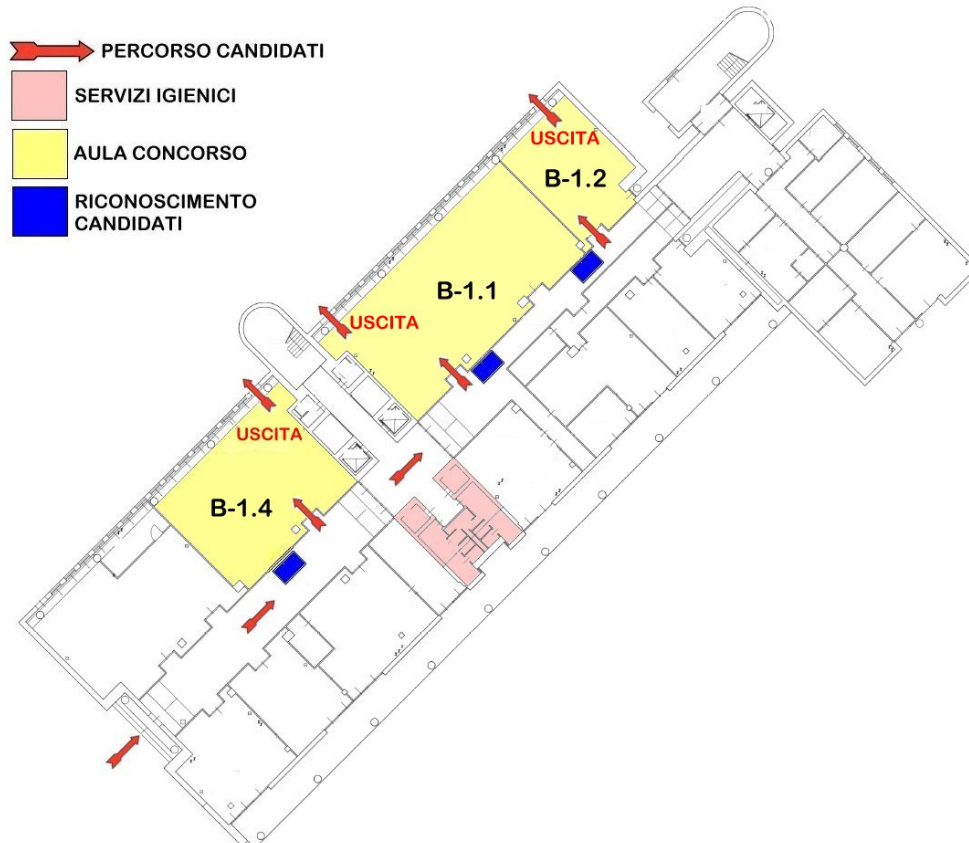 PERCORSO CANDIDATI
SERVIZI IGIENICI
AULA CONCORSO
RICONOSCIMENTO
CANDIDATI
USCITA
B-1.2
B-1.1
USCITA
USCITA
B-1.4